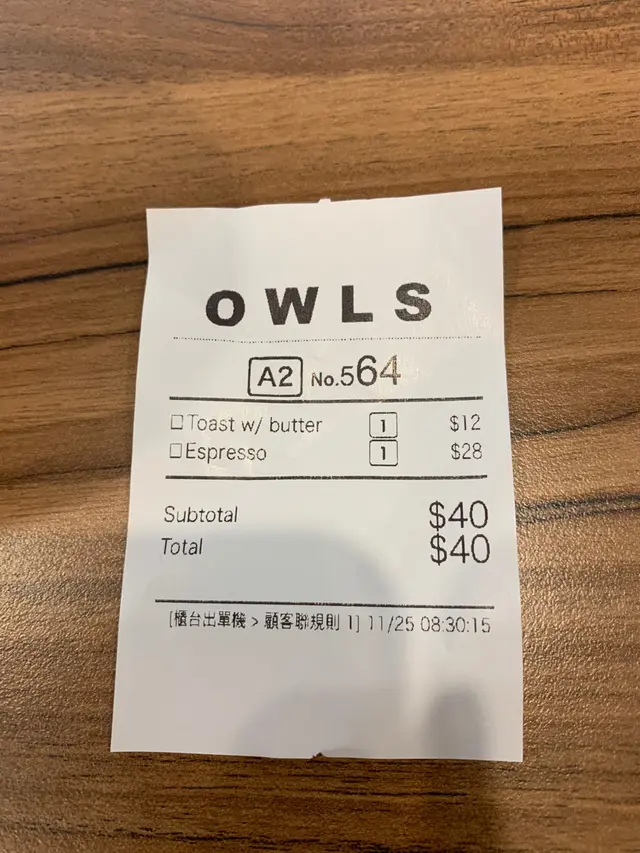 OWLS
A2 No.564
Toast w/ butter 1 $12
Espresso 1 $28
Subtotal $40
Total $40
[櫃台出單機 > 顧客聯規則 1] 11/25 08:30:15